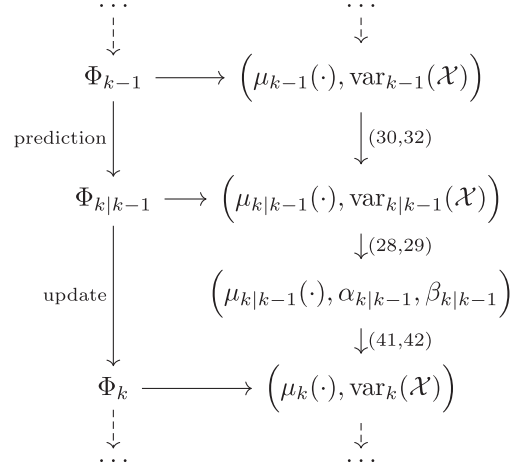 ⋯ ⋯
Φ_{k−1} (μ_{k−1}(·), var_{k−1}(𝒳))
prediction (30,32)
Φ_{k|k−1} (μ_{k|k−1}(·), var_{k|k−1}(𝒳))
(28,29)
update (μ_{k|k−1}(·), α_{k|k−1}, β_{k|k−1})
(41,42)
Φ_k (μ_k(·), var_k(𝒳))
⋯ ⋯